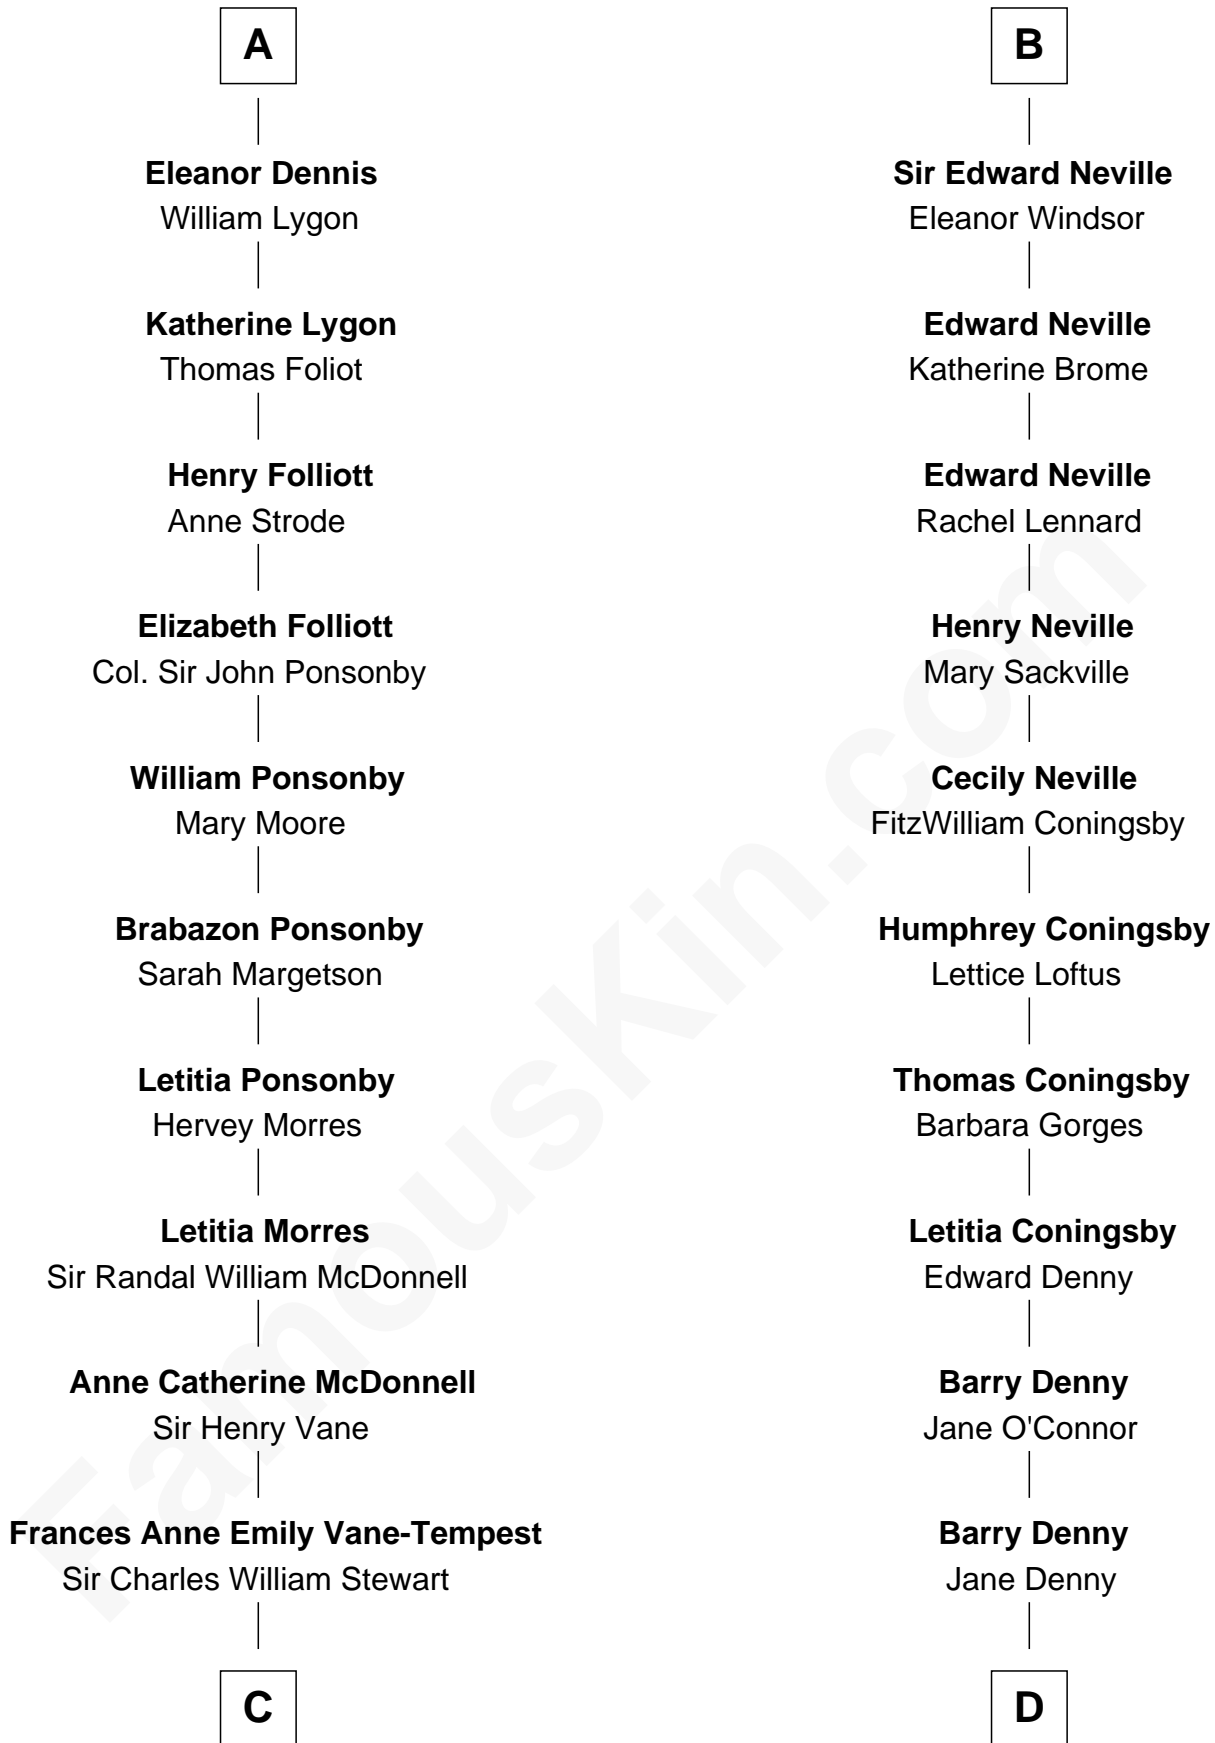 A
Eleanor Dennis
William Lygon
Katherine Lygon
Thomas Foliot
Henry Folliott
Anne Strode
Elizabeth Folliott
Col. Sir John Ponsonby
William Ponsonby
Mary Moore
Brabazon Ponsonby
Sarah Margetson
Letitia Ponsonby
Hervey Morres
Letitia Morres
Sir Randal William McDonnell
Anne Catherine McDonnell
Sir Henry Vane
Frances Anne Emily Vane-Tempest
Sir Charles William Stewart
C
B
Sir Edward Neville
Eleanor Windsor
Edward Neville
Katherine Brome
Edward Neville
Rachel Lennard
Henry Neville
Mary Sackville
Cecily Neville
FitzWilliam Coningsby
Humphrey Coningsby
Lettice Loftus
Thomas Coningsby
Barbara Gorges
Letitia Coningsby
Edward Denny
Barry Denny
Jane O'Connor
Barry Denny
Jane Denny
D
FamousKin.com